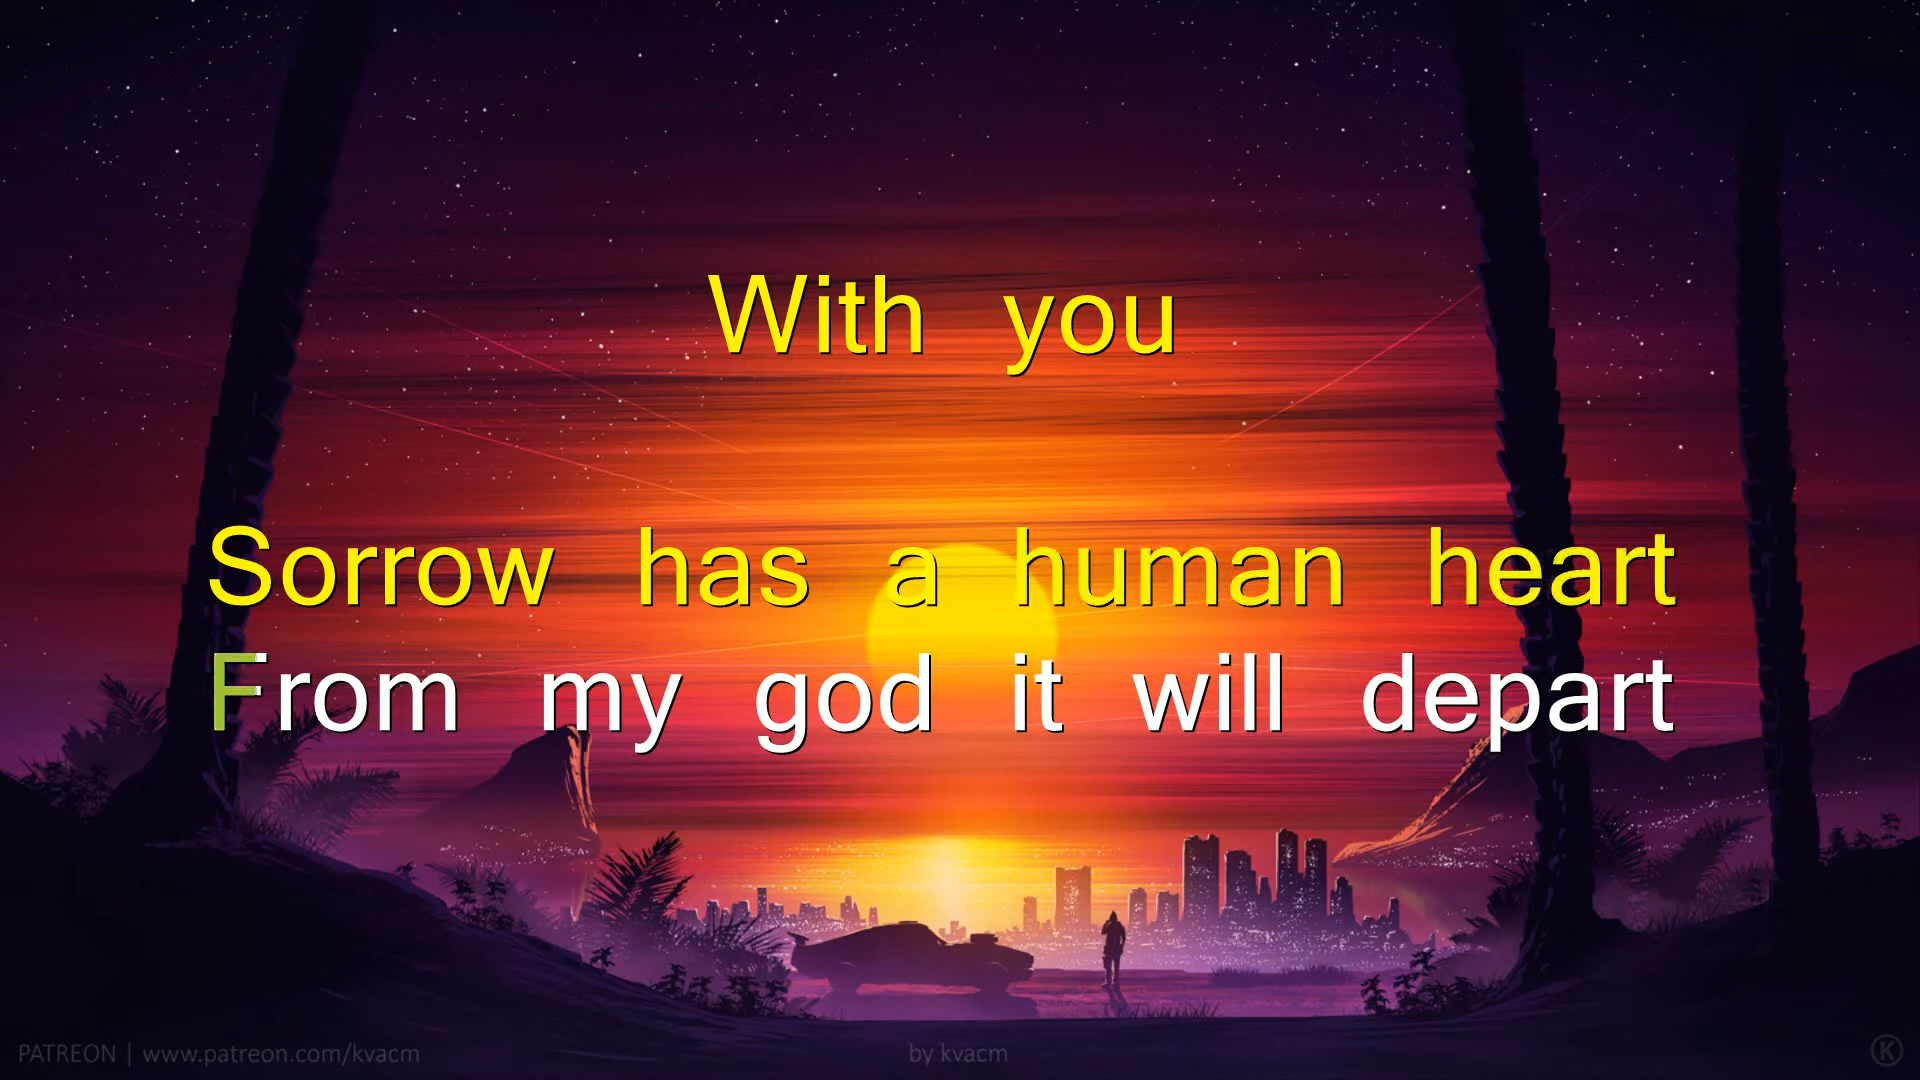 With you
Sorrow has a human heart
From my god it will depart
PATREON | www.patreon.com/kvacm
by kvacm
K